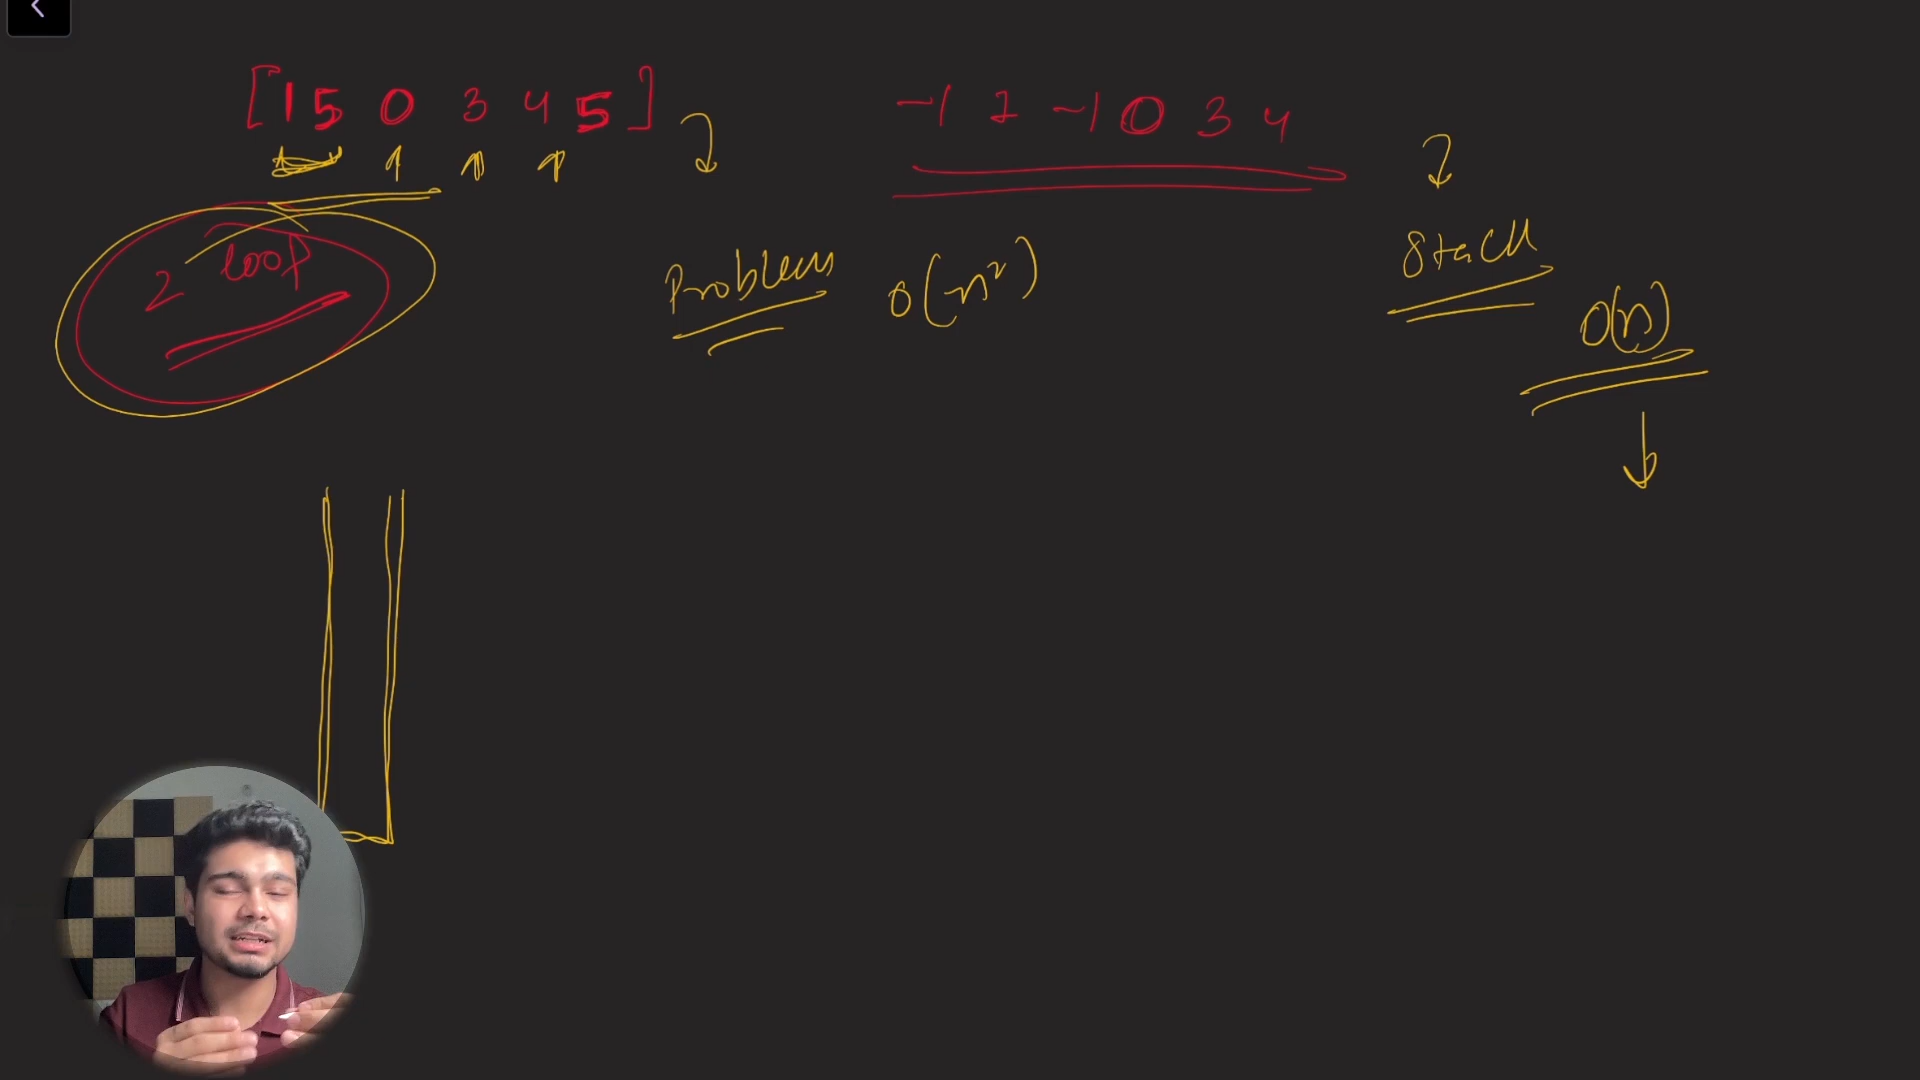 [1 5 0 3 4 5]
-1 1 -1 0 3 4
2 loop
Problem O(n²)
Stack
O(n)